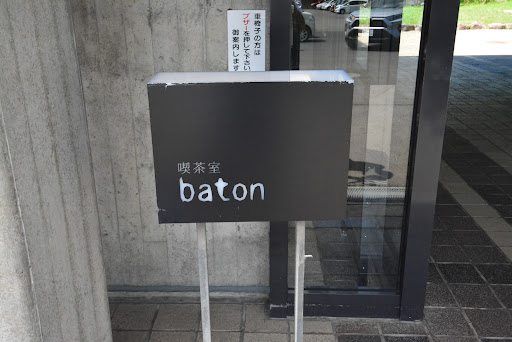 車椅子の方は
ブザーを押して下さい
御案内します
喫茶室
baton